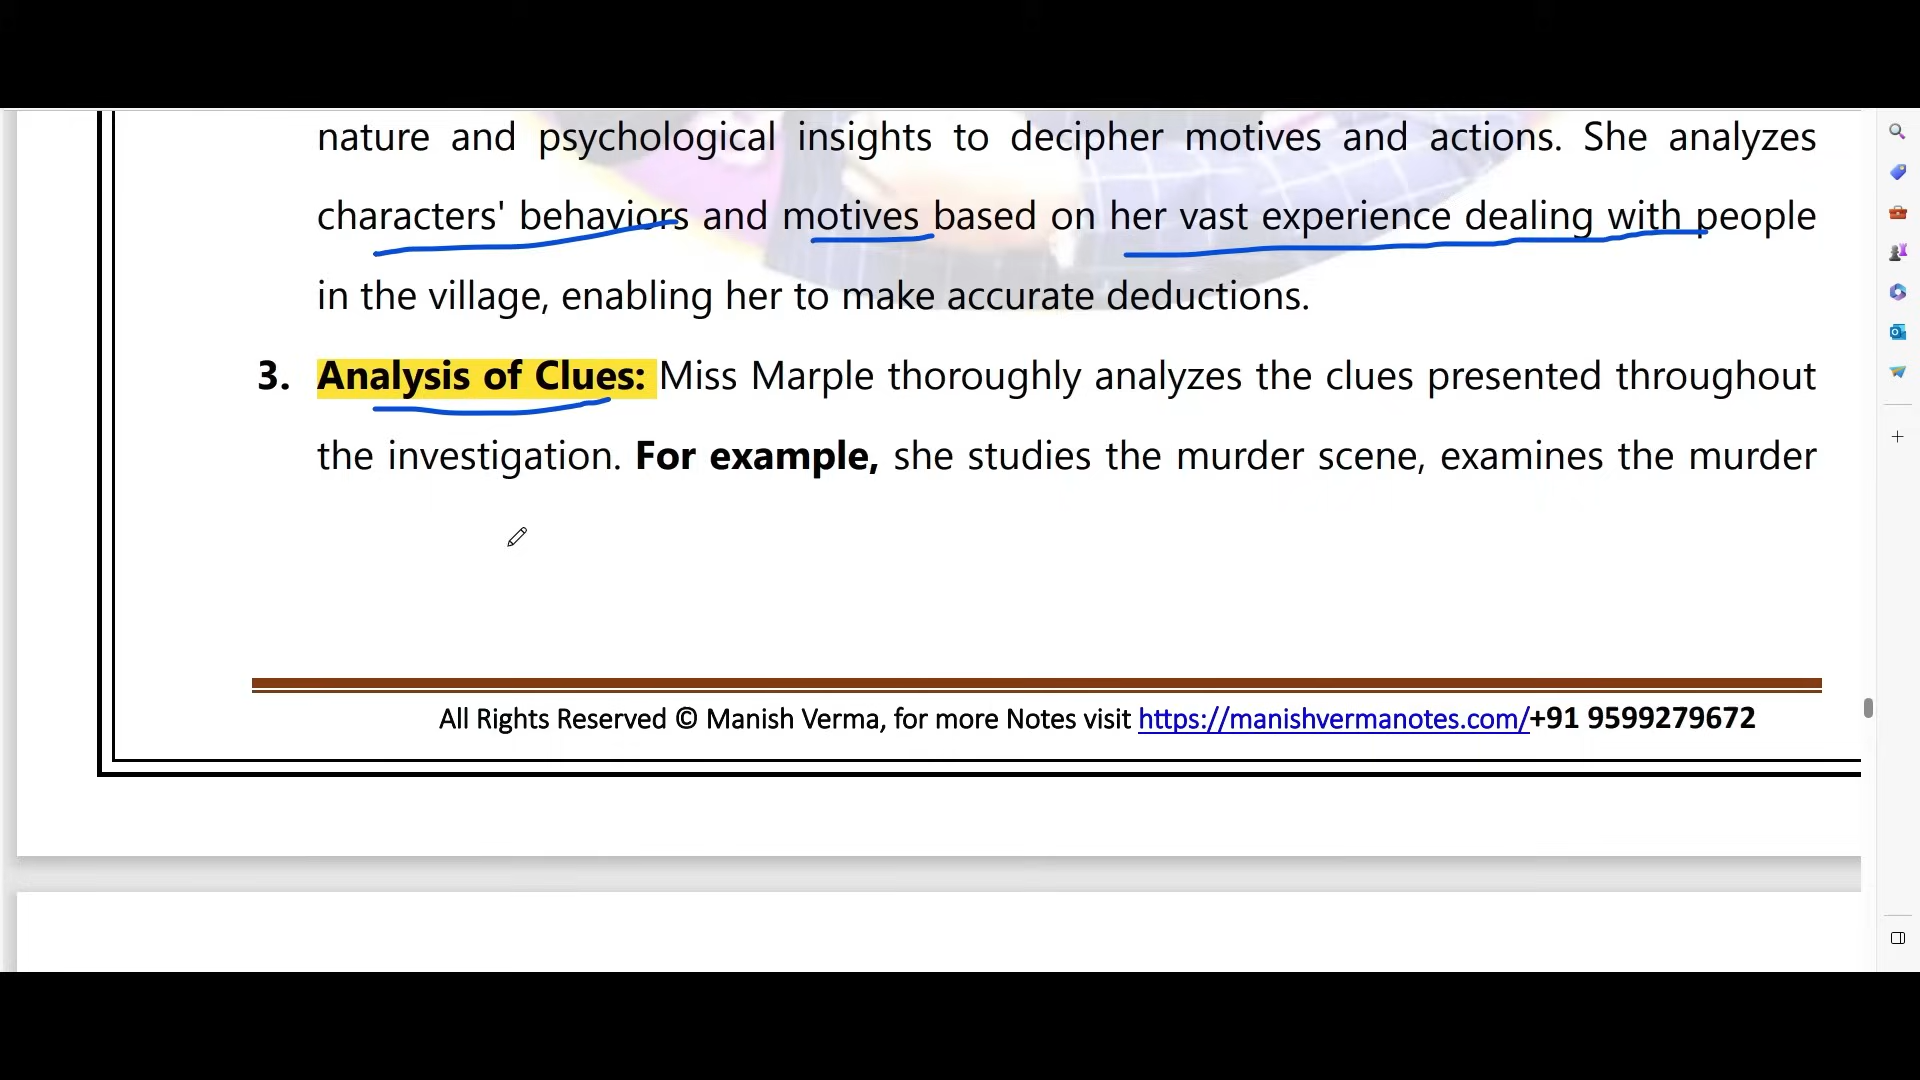 nature and psychological insights to decipher motives and actions. She analyzes
characters' behaviors and motives based on her vast experience dealing with people
in the village, enabling her to make accurate deductions.
3. Analysis of Clues: Miss Marple thoroughly analyzes the clues presented throughout
the investigation. For example, she studies the murder scene, examines the murder
All Rights Reserved © Manish Verma, for more Notes visit https://manishvermanotes.com/+91 9599279672